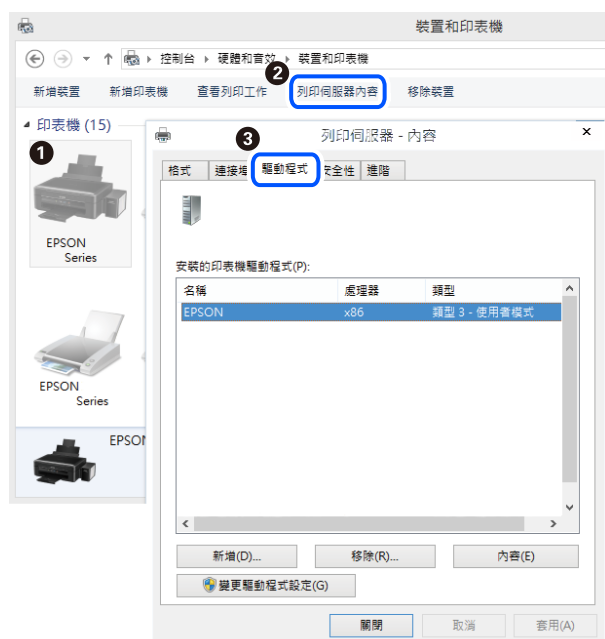 裝置和印表機
控制台 硬體和音效 裝置和印表機
2
新增裝置 新增印表機 查看列印工作 列印伺服器內容 移除裝置
印表機 (15)
1
3
列印伺服器 - 內容
格式 連接埠 驅動程式 安全性 進階
EPSON
Series
安裝的印表機驅動程式(P):
名稱 處理器 類型
EPSON x86 類型 3 - 使用者模式
EPSON
Series
EPSON
新增(D)... 移除(R)... 內容(E)
變更驅動程式設定(G)
關閉 取消 套用(A)